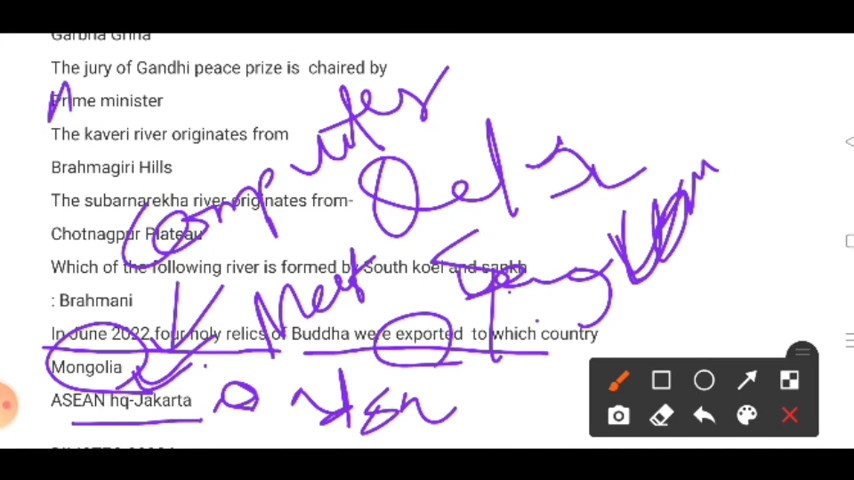 Garbha Griha
The jury of Gandhi peace prize is chaired by
Prime minister
The kaveri river originates from
Brahmagiri Hills
The subarnarekha river originates from-
Chotnagpur Plateau
Which of the following river is formed by South koel and sankh
: Brahmani
In June 2022 four holy relics of Buddha were exported to which country
Mongolia
ASEAN hq-Jakarta
Computer